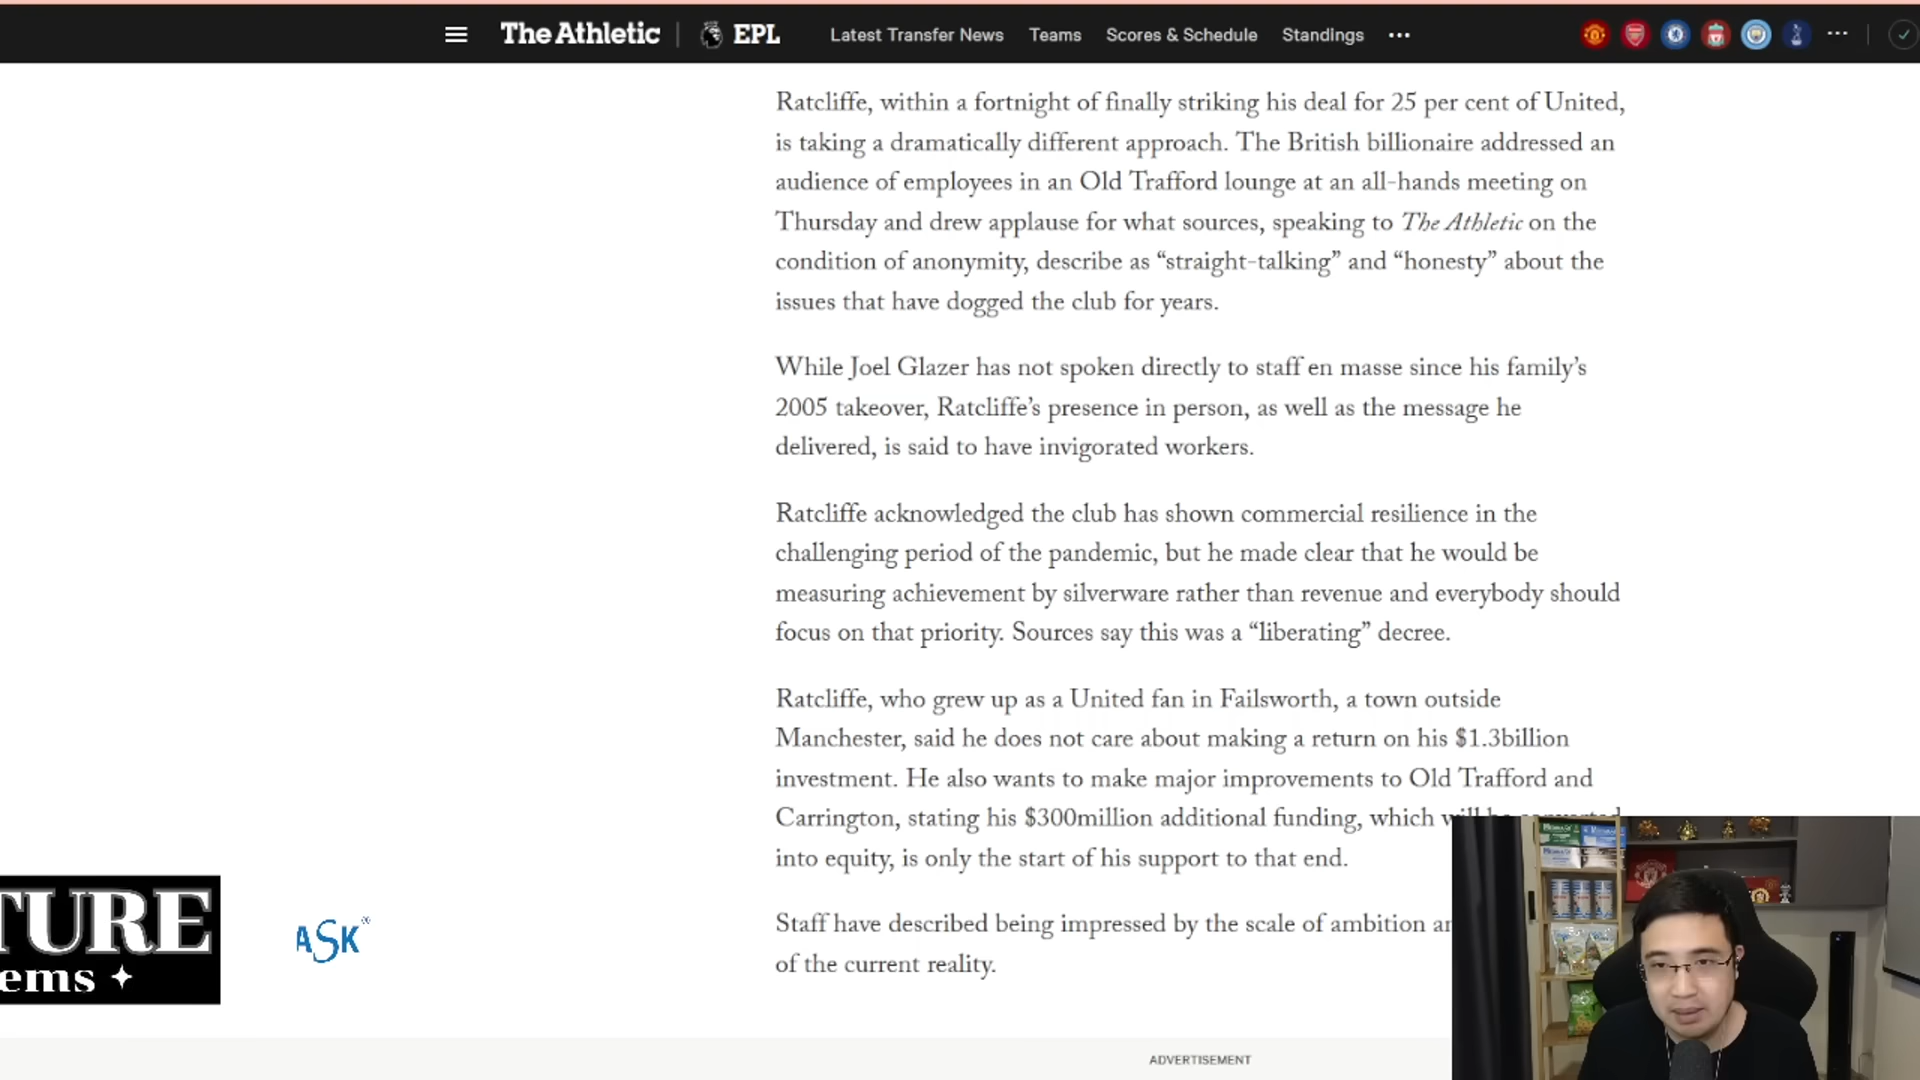 The Athletic | EPL Latest Transfer News Teams Scores & Schedule Standings
Ratcliffe, within a fortnight of finally striking his deal for 25 per cent of United,
is taking a dramatically different approach. The British billionaire addressed an
audience of employees in an Old Trafford lounge at an all-hands meeting on
Thursday and drew applause for what sources, speaking to The Athletic on the
condition of anonymity, describe as “straight-talking” and “honesty” about the
issues that have dogged the club for years.
While Joel Glazer has not spoken directly to staff en masse since his family’s
2005 takeover, Ratcliffe’s presence in person, as well as the message he
delivered, is said to have invigorated workers.
Ratcliffe acknowledged the club has shown commercial resilience in the
challenging period of the pandemic, but he made clear that he would be
measuring achievement by silverware rather than revenue and everybody should
focus on that priority. Sources say this was a “liberating” decree.
Ratcliffe, who grew up as a United fan in Failsworth, a town outside
Manchester, said he does not care about making a return on his $1.3billion
investment. He also wants to make major improvements to Old Trafford and
Carrington, stating his $300million additional funding, which
into equity, is only the start of his support to that end.
Staff have described being impressed by the scale of ambition
of the current reality.
TURE
ems
ASK
ADVERTISEMENT